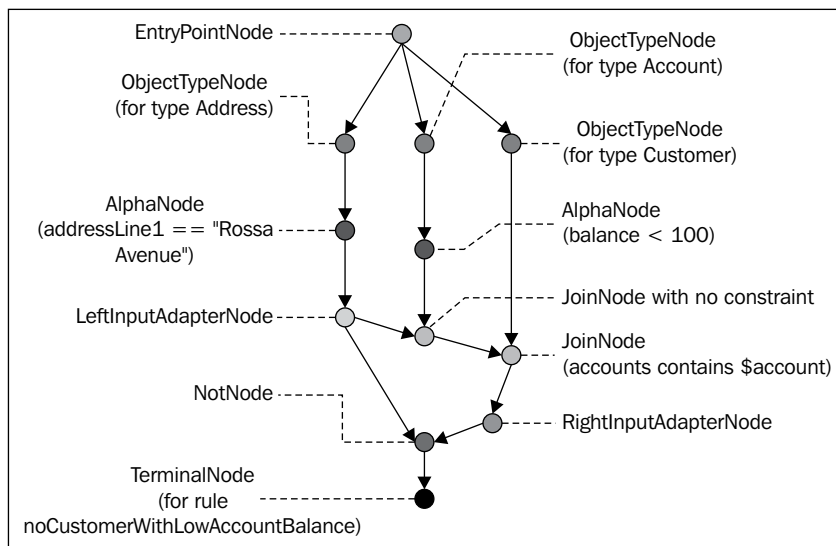 EntryPointNode
ObjectTypeNode
(for type Account)
ObjectTypeNode
(for type Address)
ObjectTypeNode
(for type Customer)
AlphaNode
(addressLine1 == "Rossa
Avenue")
AlphaNode
(balance < 100)
LeftInputAdapterNode
JoinNode with no constraint
JoinNode
(accounts contains $account)
NotNode
RightInputAdapterNode
TerminalNode
(for rule
noCustomerWithLowAccountBalance)